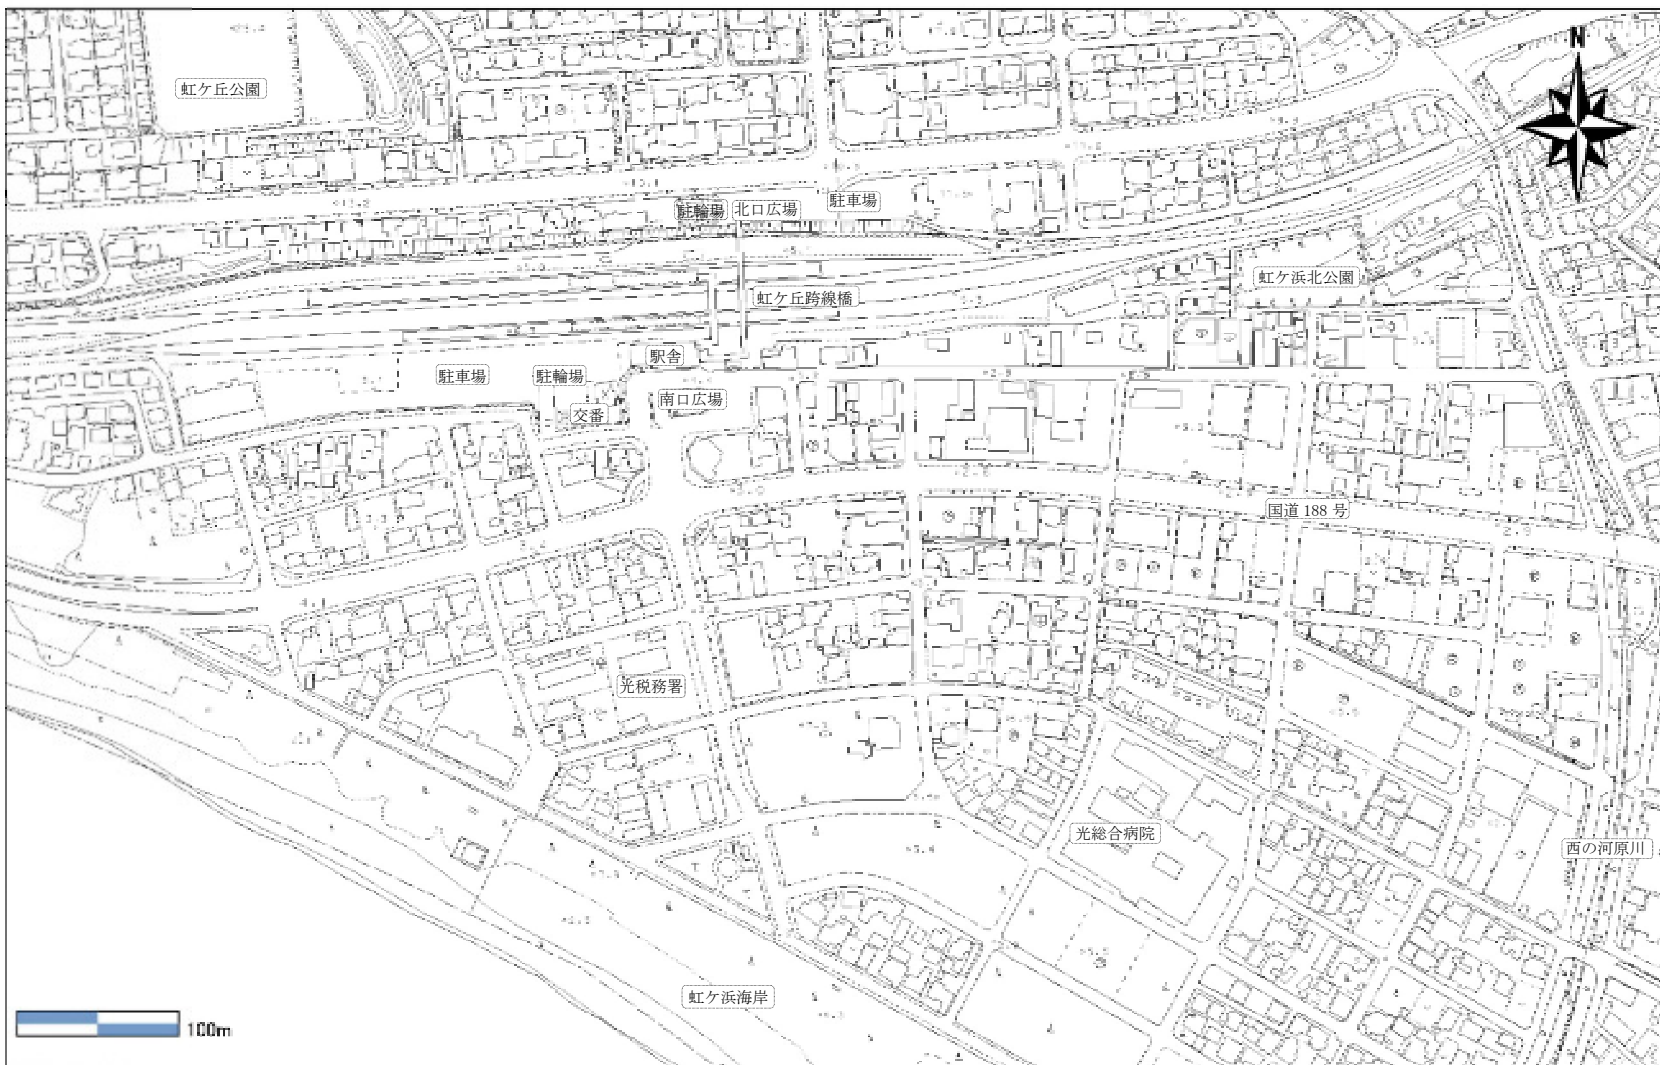 N
虹ケ丘公園
駐輪場
北口広場
駐車場
虹ケ浜北公園
虹ケ丘跨線橋
駅舎
駐車場
駐輪場
南口広場
交番
国道 188 号
光税務署
光総合病院
西の河原川
虹ケ浜海岸
100m